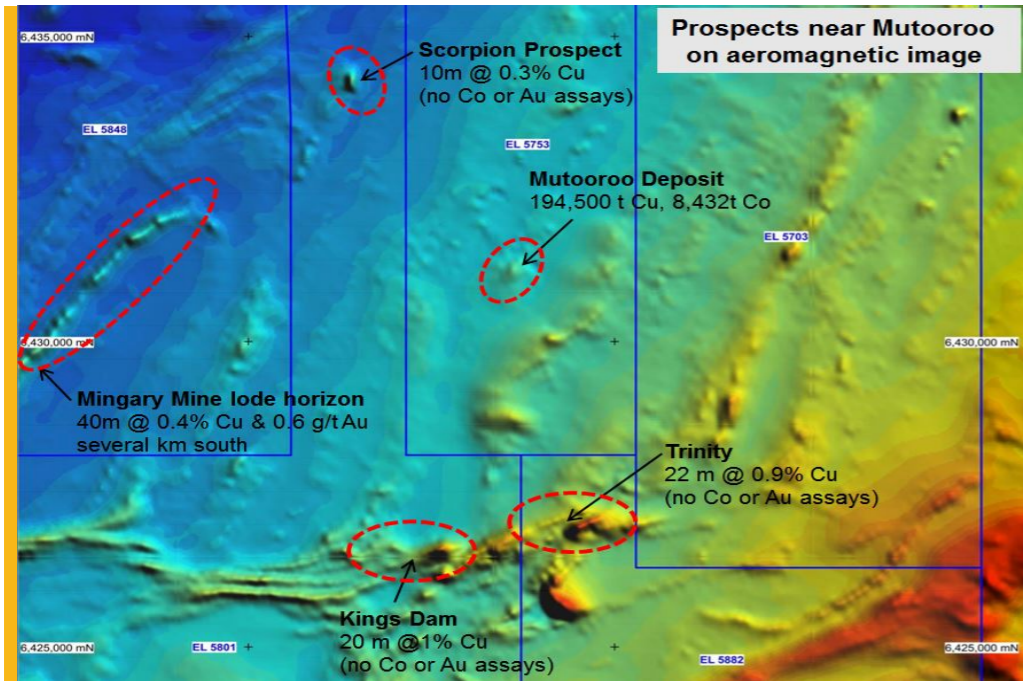 Prospects near Mutooroo
on aeromagnetic image
6,435,000 mN
Scorpion Prospect
10m @ 0.3% Cu
(no Co or Au assays)
EL 5848
EL 5753
Mutooroo Deposit
194,500 t Cu, 8,432t Co
EL 5703
6,430,000 mN
6,430,000 mN
Mingary Mine lode horizon
40m @ 0.4% Cu & 0.6 g/t Au
several km south
Trinity
22 m @ 0.9% Cu
(no Co or Au assays)
Kings Dam
20 m @1% Cu
(no Co or Au assays)
6,425,000 mN
EL 5801
EL 5882
6,425,000 mN